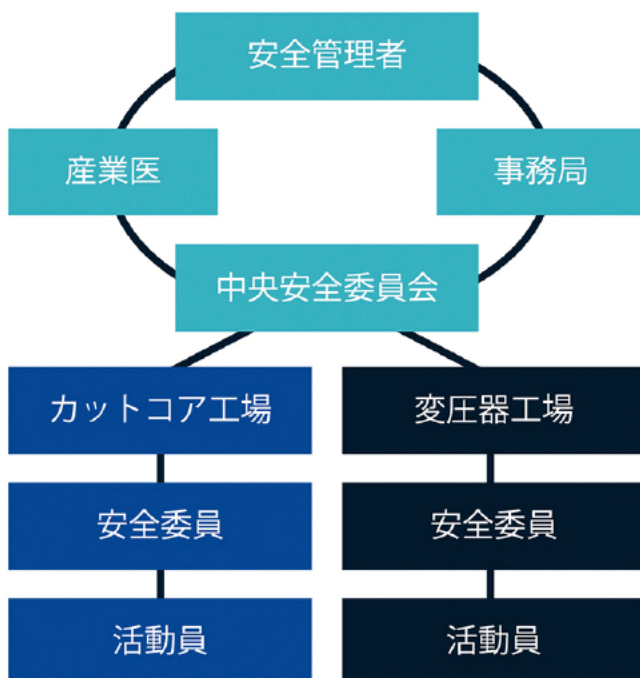 安全管理者
産業医
事務局
中央安全委員会
カットコア工場
変圧器工場
安全委員
安全委員
活動員
活動員